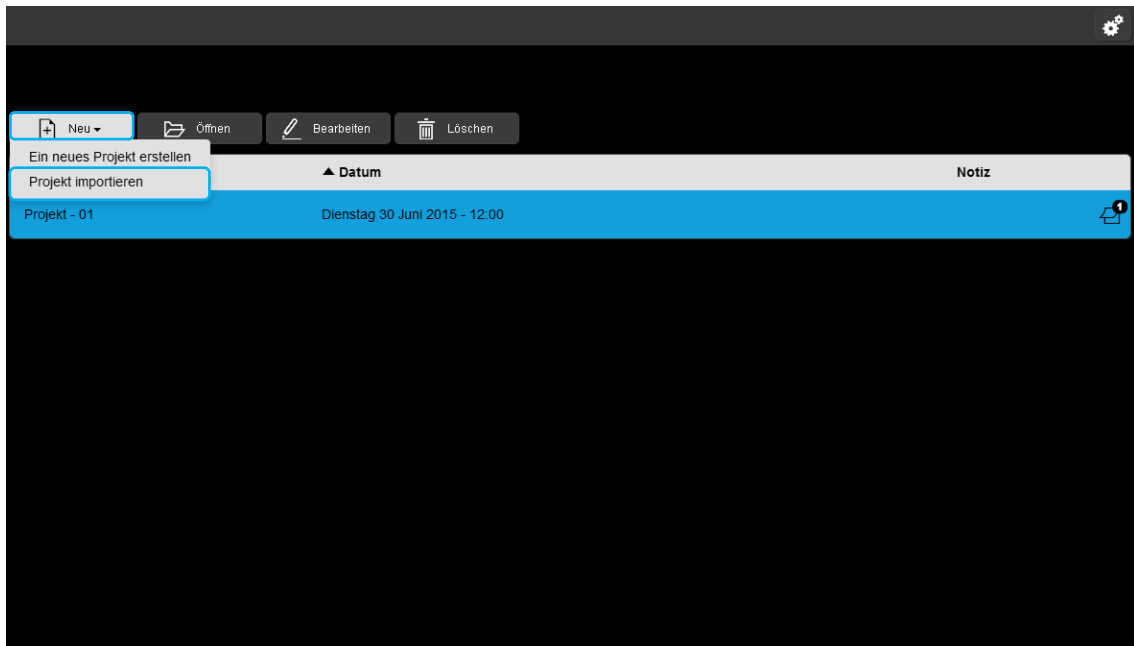 Neu
Öffnen
Bearbeiten
Löschen
Ein neues Projekt erstellen
Projekt importieren
Datum
Notiz
Projekt - 01
Dienstag 30 Juni 2015 - 12:00
1